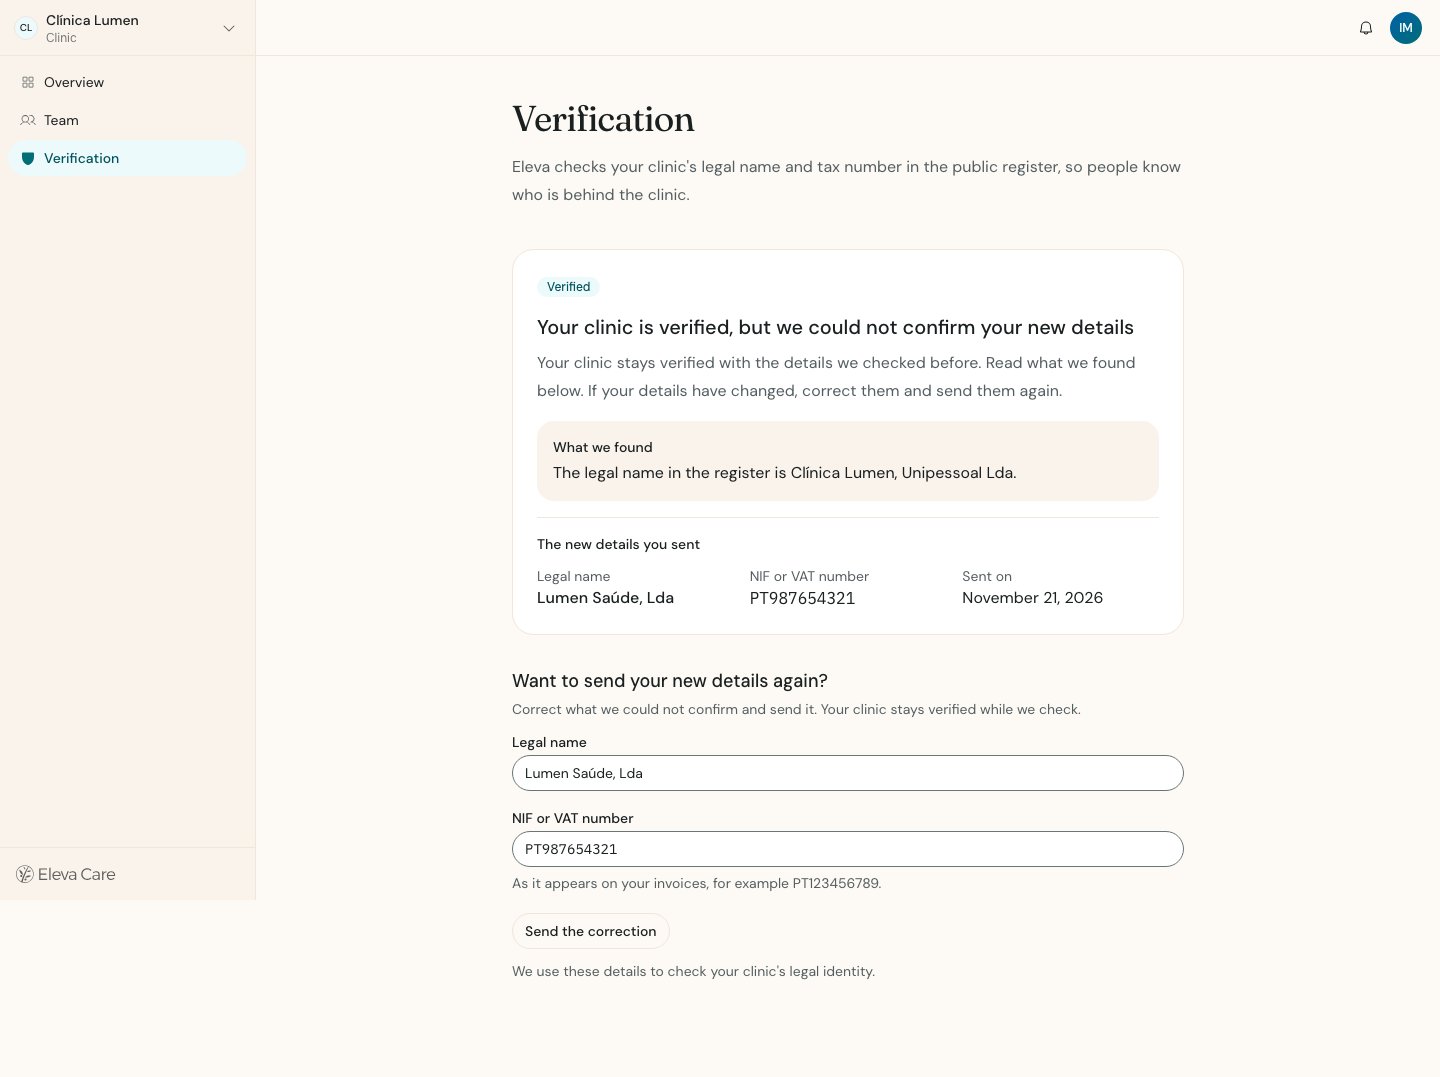 CL
Clínica Lumen
Clinic
IM
Overview
Team
Verification
Verification
Eleva checks your clinic's legal name and tax number in the public register, so people know
who is behind the clinic.
Verified
Your clinic is verified, but we could not confirm your new details
Your clinic stays verified with the details we checked before. Read what we found
below. If your details have changed, correct them and send them again.
What we found
The legal name in the register is Clínica Lumen, Unipessoal Lda.
The new details you sent
Legal name
Lumen Saúde, Lda
NIF or VAT number
PT987654321
Sent on
November 21, 2026
Want to send your new details again?
Correct what we could not confirm and send it. Your clinic stays verified while we check.
Legal name
Lumen Saúde, Lda
NIF or VAT number
PT987654321
As it appears on your invoices, for example PT123456789.
Send the correction
We use these details to check your clinic's legal identity.
Eleva Care